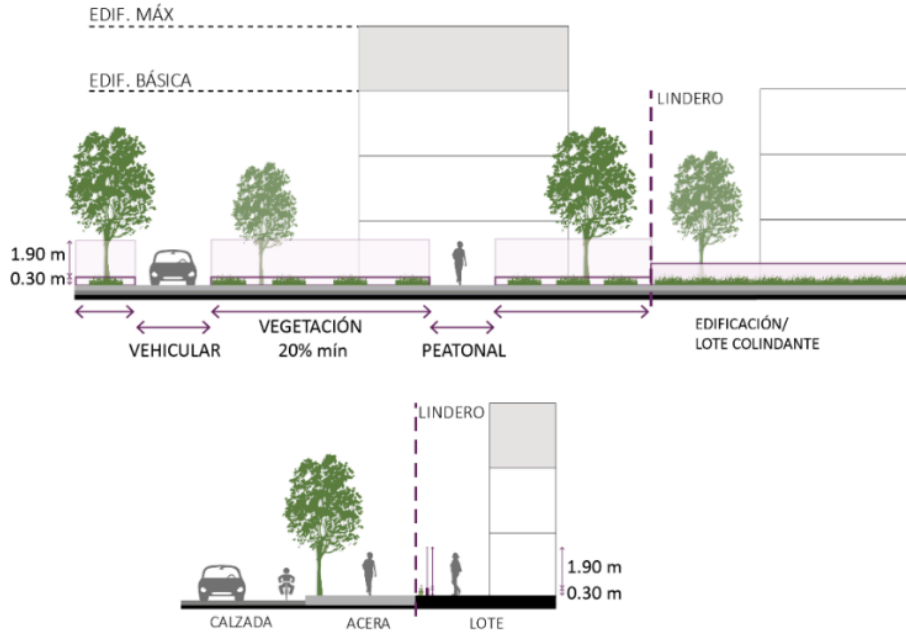 EDIF. MÁX
EDIF. BÁSICA
LINDERO
1.90 m
0.30 m
VEHICULAR
VEGETACIÓN
20% mín
PEATONAL
EDIFICACIÓN/
LOTE COLINDANTE
LINDERO
1.90 m
0.30 m
CALZADA
ACERA
LOTE